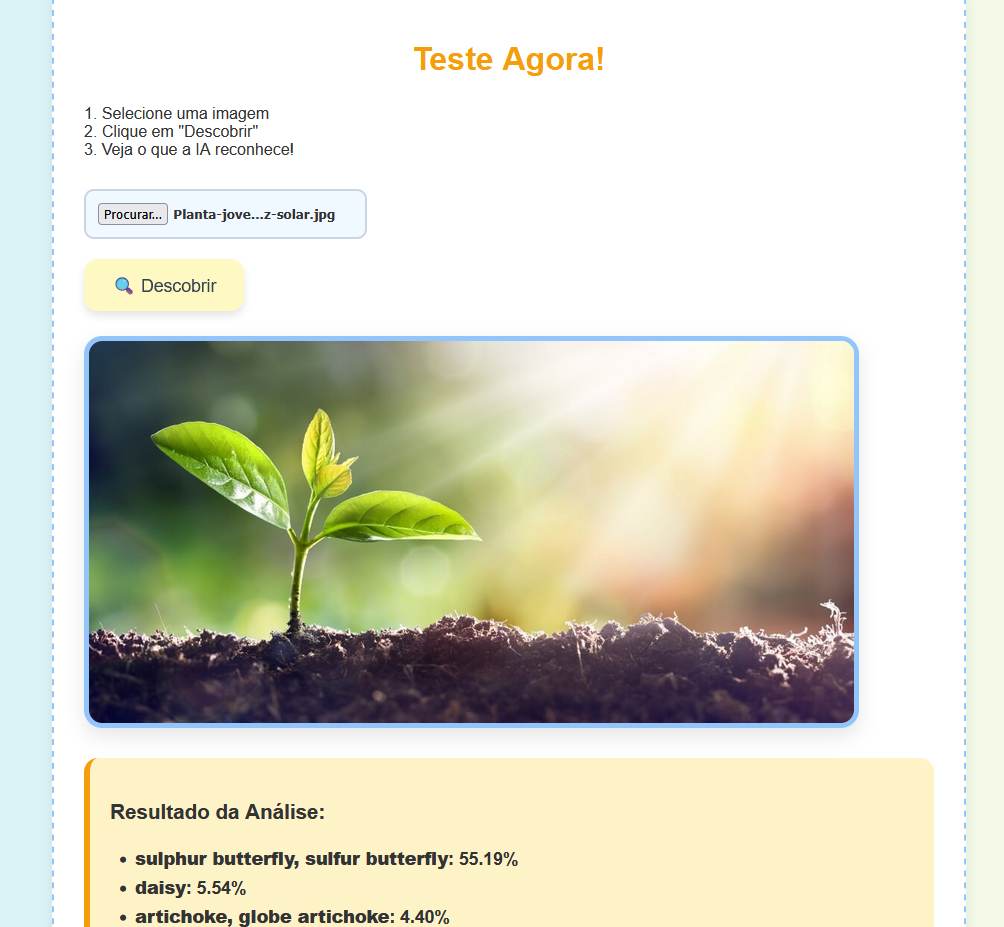 Teste Agora!
1. Selecione uma imagem
2. Clique em "Descobrir"
3. Veja o que a IA reconhece!
Procurar... Planta-jove...z-solar.jpg
🔍 Descobrir
Resultado da Análise:
• sulphur butterfly, sulfur butterfly: 55.19%
• daisy: 5.54%
• artichoke, globe artichoke: 4.40%